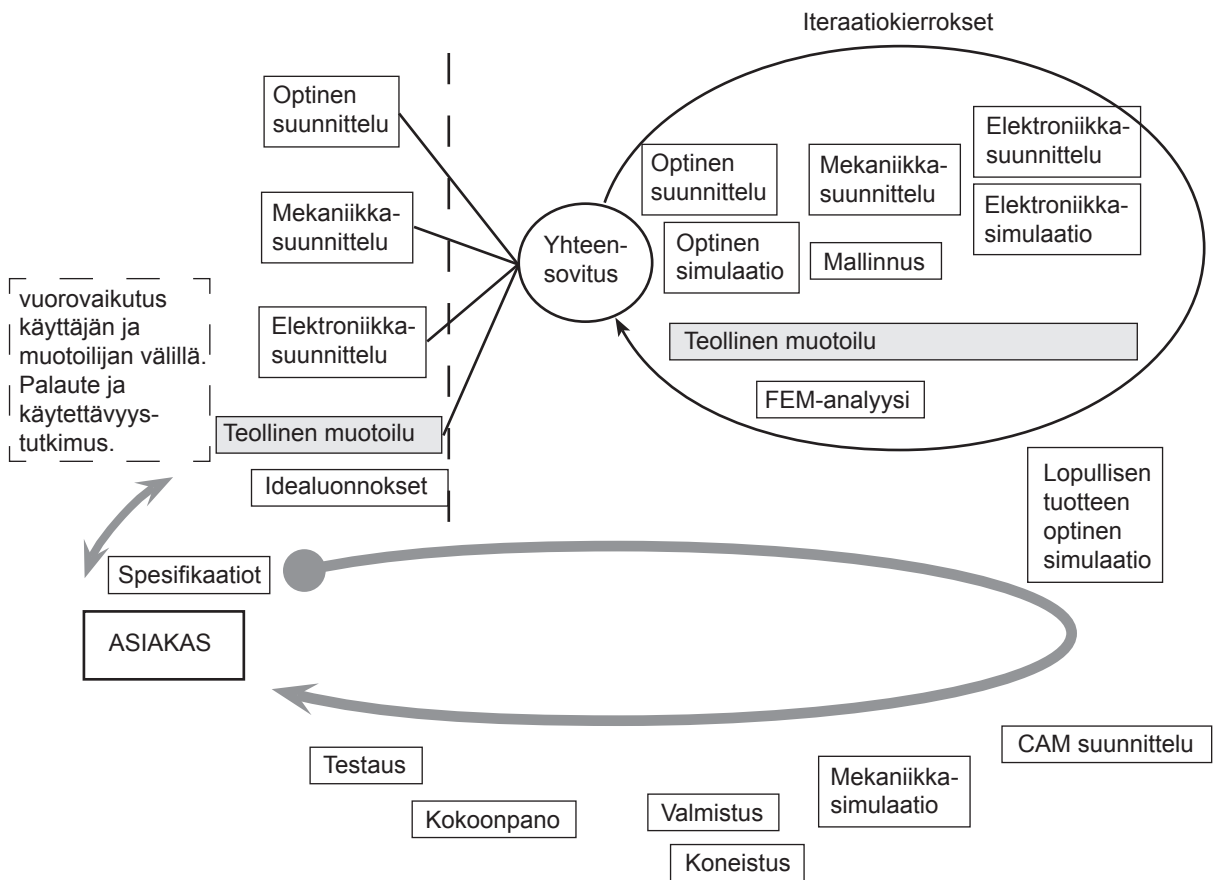 Iteraatiokierrokset
Optinen
suunnittelu
Mekaniikka-
suunnittelu
Elektroniikka-
suunnittelu
Teollinen muotoilu
Idealuonnokset
vuorovaikutus
käyttäjän ja
muotoilijan välillä.
Palaute ja
käytettävyys-
tutkimus.
Yhteen-
sovitus
Optinen
suunnittelu
Optinen
simulaatio
Mekaniikka-
suunnittelu
Mallinnus
Elektroniikka-
suunnittelu
Elektroniikka-
simulaatio
Teollinen muotoilu
FEM-analyysi
Lopullisen
tuotteen
optinen
simulaatio
Spesifikaatiot
ASIAKAS
CAM suunnittelu
Mekaniikka-
simulaatio
Valmistus
Koneistus
Kokoonpano
Testaus